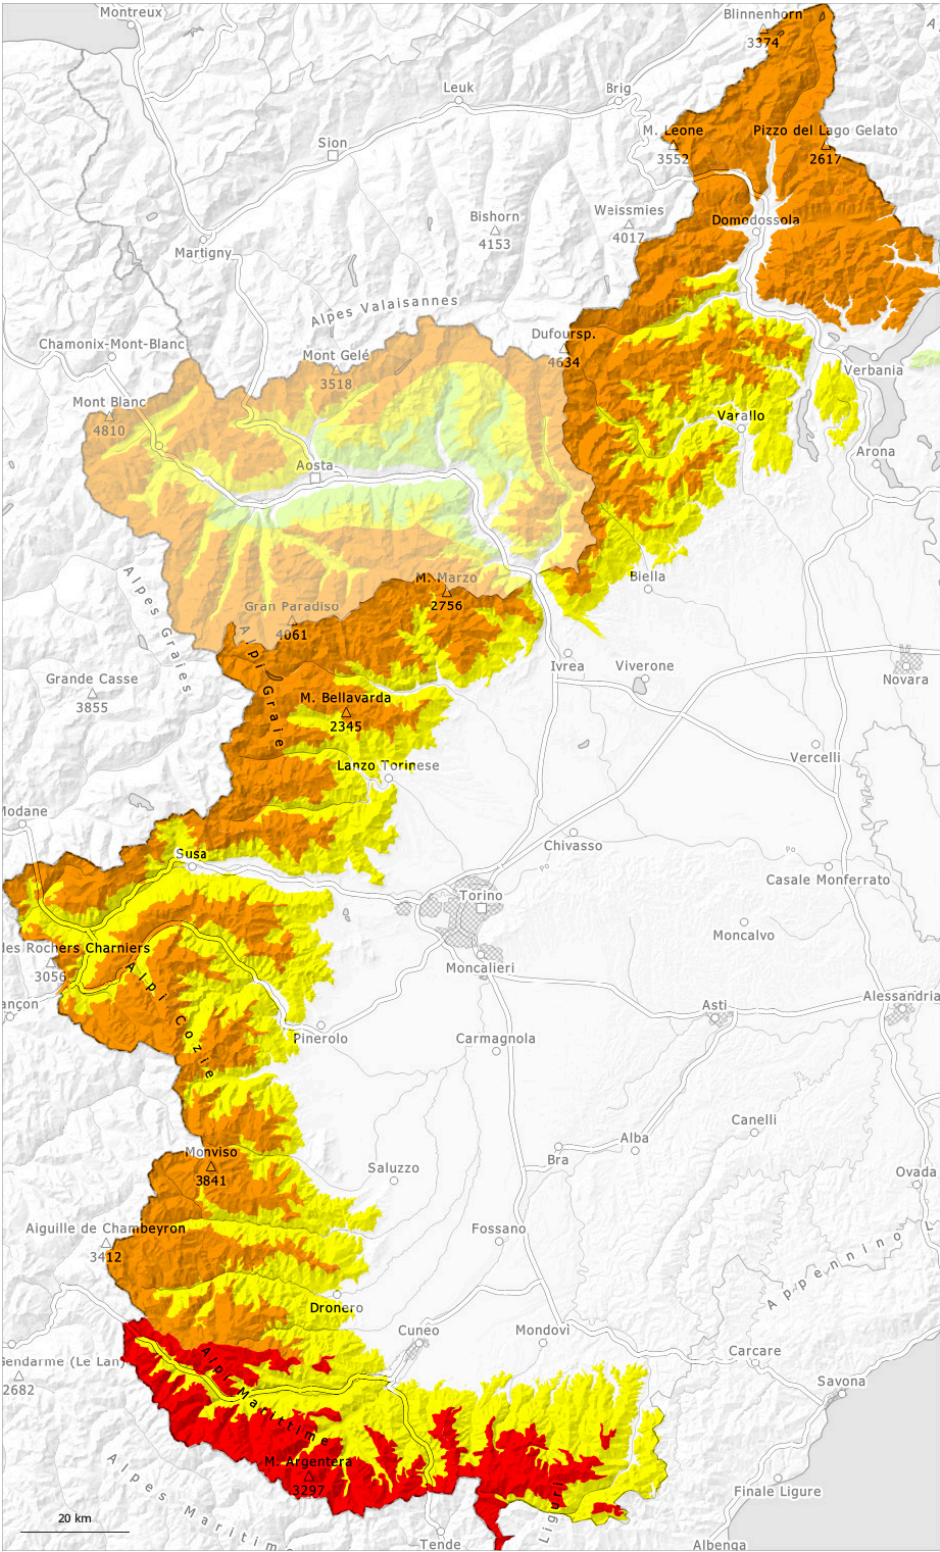 Montreux
Blinnenhorn
3374
Leuk
Brig
M. Leone
3552
Pizzo del Lago Gelato
2617
Sion
Bishorn
4153
Weissmies
4017
Domodossola
Martigny
Alpes Valaisannes
Chamonix-Mont-Blanc
Mont Gelé
3518
Dufoursp.
4634
Verbania
Mont Blanc
4810
Varallo
Arona
Aosta
Alpes Graies
M. Marzo
2756
Biella
Gran Paradiso
4061
Alpi Graie
Ivrea
Viverone
Novara
Grande Casse
3855
M. Bellavarda
2345
Vercelli
Lanzo Torinese
Modane
Chivasso
Po
Po
Susa
Casale Monferrato
Torino
Moncalvo
les Rochers Charniers
3056
Moncalieri
Alpi Cozie
ançon
Asti
Alessandria
Pinerolo
Carmagnola
Canelli
Alba
Bra
Monviso
3841
Saluzzo
Ovada
Aiguille de Chambeyron
3412
Fossano
Appennino L
Dronero
Cuneo
Mondovì
Carcare
Gendarme (Le Lan
2682
Alpi Marittime
Savona
M. Argentera
3297
Alpes Maritime
Liguri
Finale Ligure
20 km
Tende
Albenga